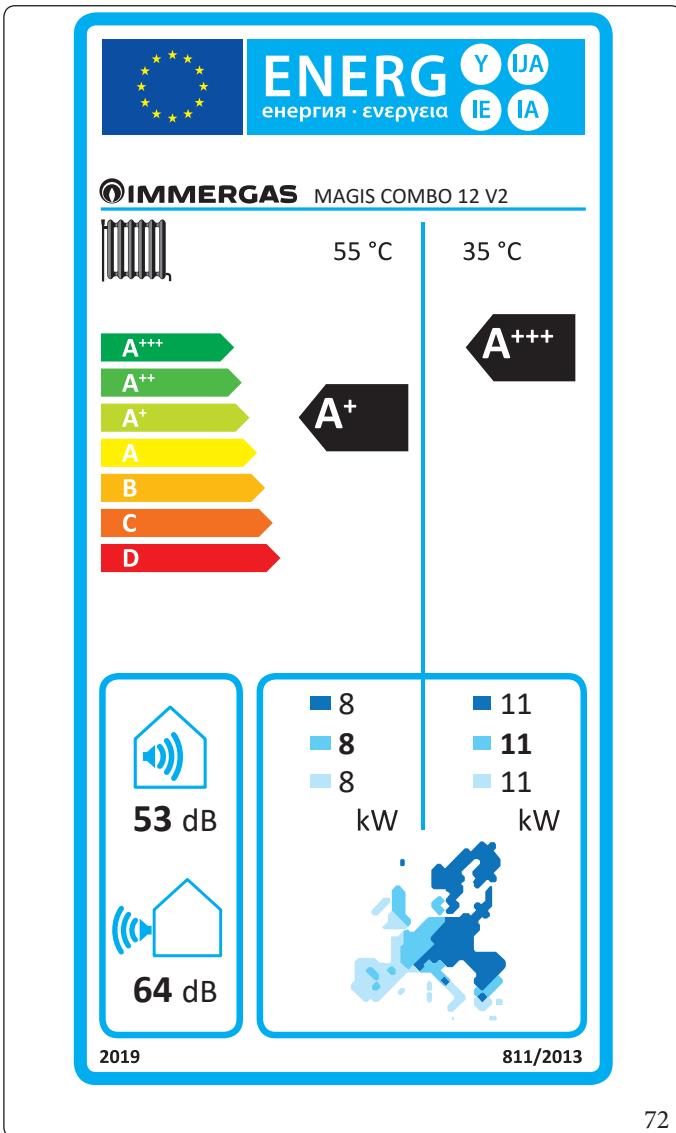 ENERG Y IJA
енергия · ενεργεια IE IA
IMMERGAS MAGIS COMBO 12 V2
55 °C 35 °C
A+++ A+++
A++
A+ A+
A
B
C
D
8 11
8 11
8 11
kW kW
53 dB
64 dB
2019 811/2013
72